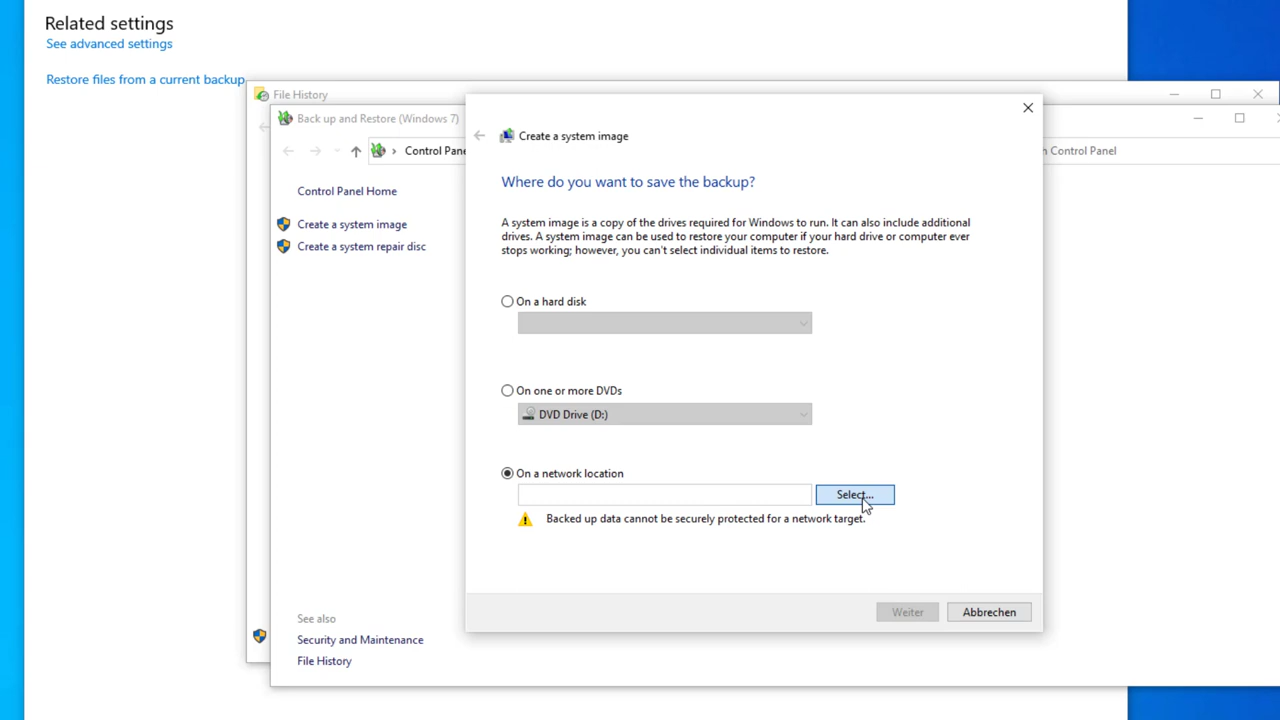 Related settings
See advanced settings
Restore files from a current backup
File History
Back up and Restore (Windows 7)
Control Pane
n Control Panel
Control Panel Home
Create a system image
Create a system repair disc
See also
Security and Maintenance
File History
Create a system image
Where do you want to save the backup?
A system image is a copy of the drives required for Windows to run. It can also include additional
drives. A system image can be used to restore your computer if your hard drive or computer ever
stops working; however, you can't select individual items to restore.
On a hard disk
On one or more DVDs
DVD Drive (D:)
On a network location
Select...
Backed up data cannot be securely protected for a network target.
Weiter
Abbrechen